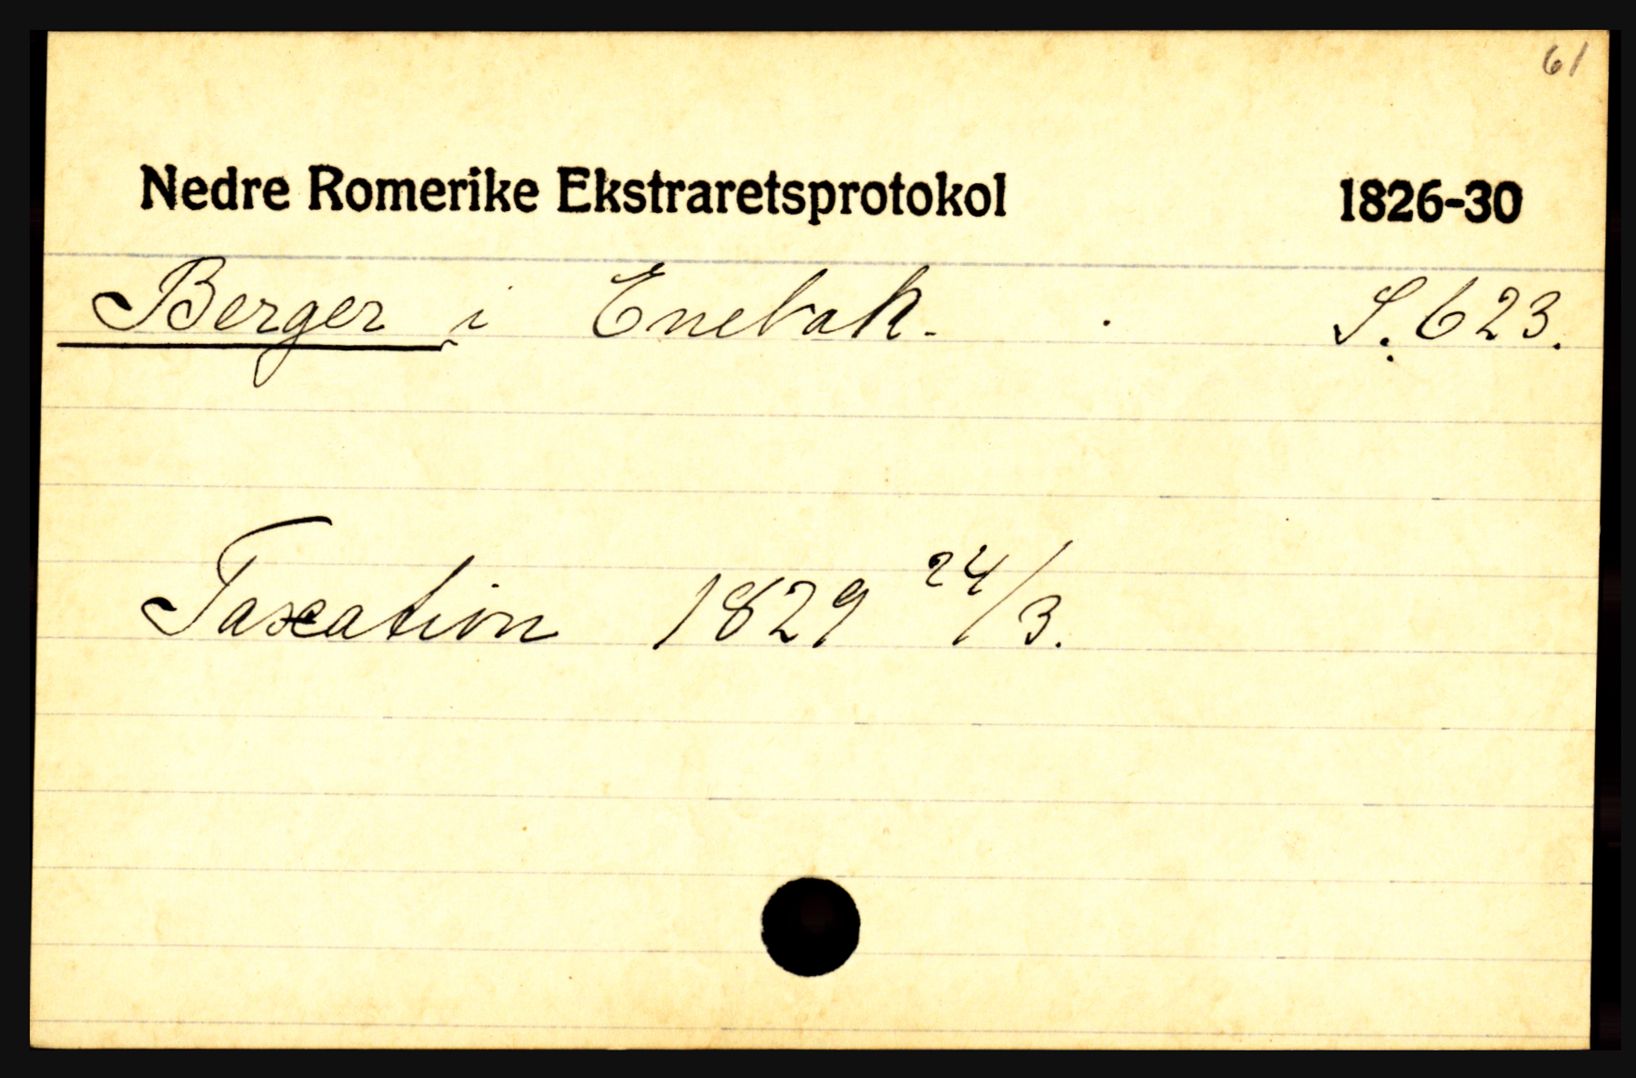 61
Nedre Romerike Ekstraretsprotokol 1826-30
Berger i Enebak. S. 623.
Taxation 1829 24/3.